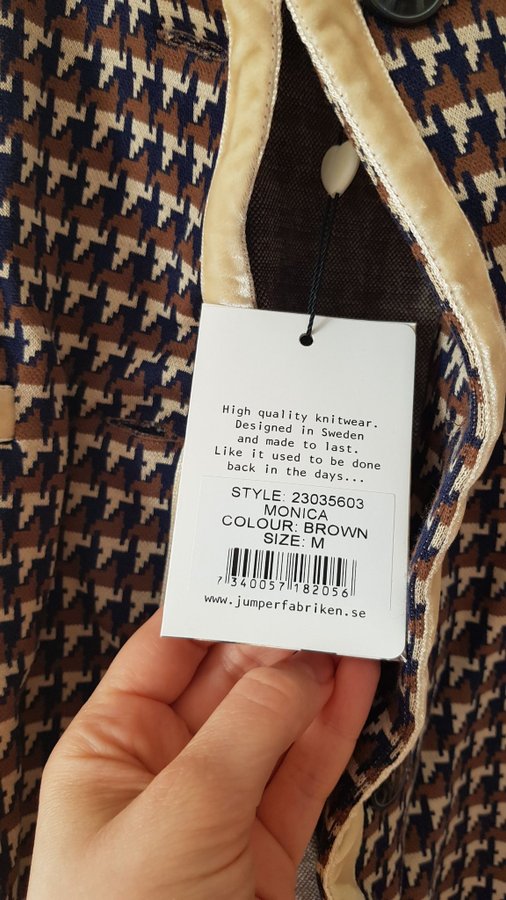 High quality knitwear.
Designed in Sweden
and made to last.
Like it used to be done
back in the days...
STYLE: 23035603
MONICA
COLOUR: BROWN
SIZE: M
7 340057 182056
www.jumperfabriken.se